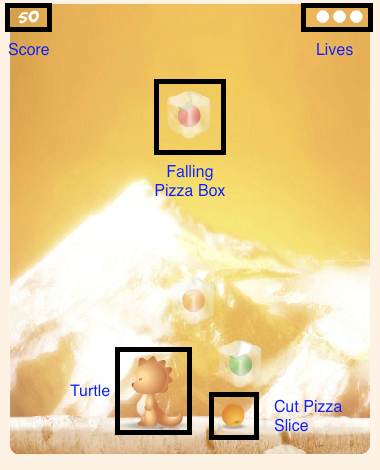 50
Score
Lives
Falling
Pizza Box
Turtle
Cut Pizza
Slice